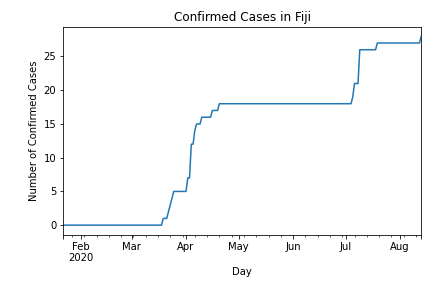 Confirmed Cases in Fiji
Number of Confirmed Cases
25
20
15
10
5
0
Feb Mar Apr May Jun Jul Aug
2020
Day